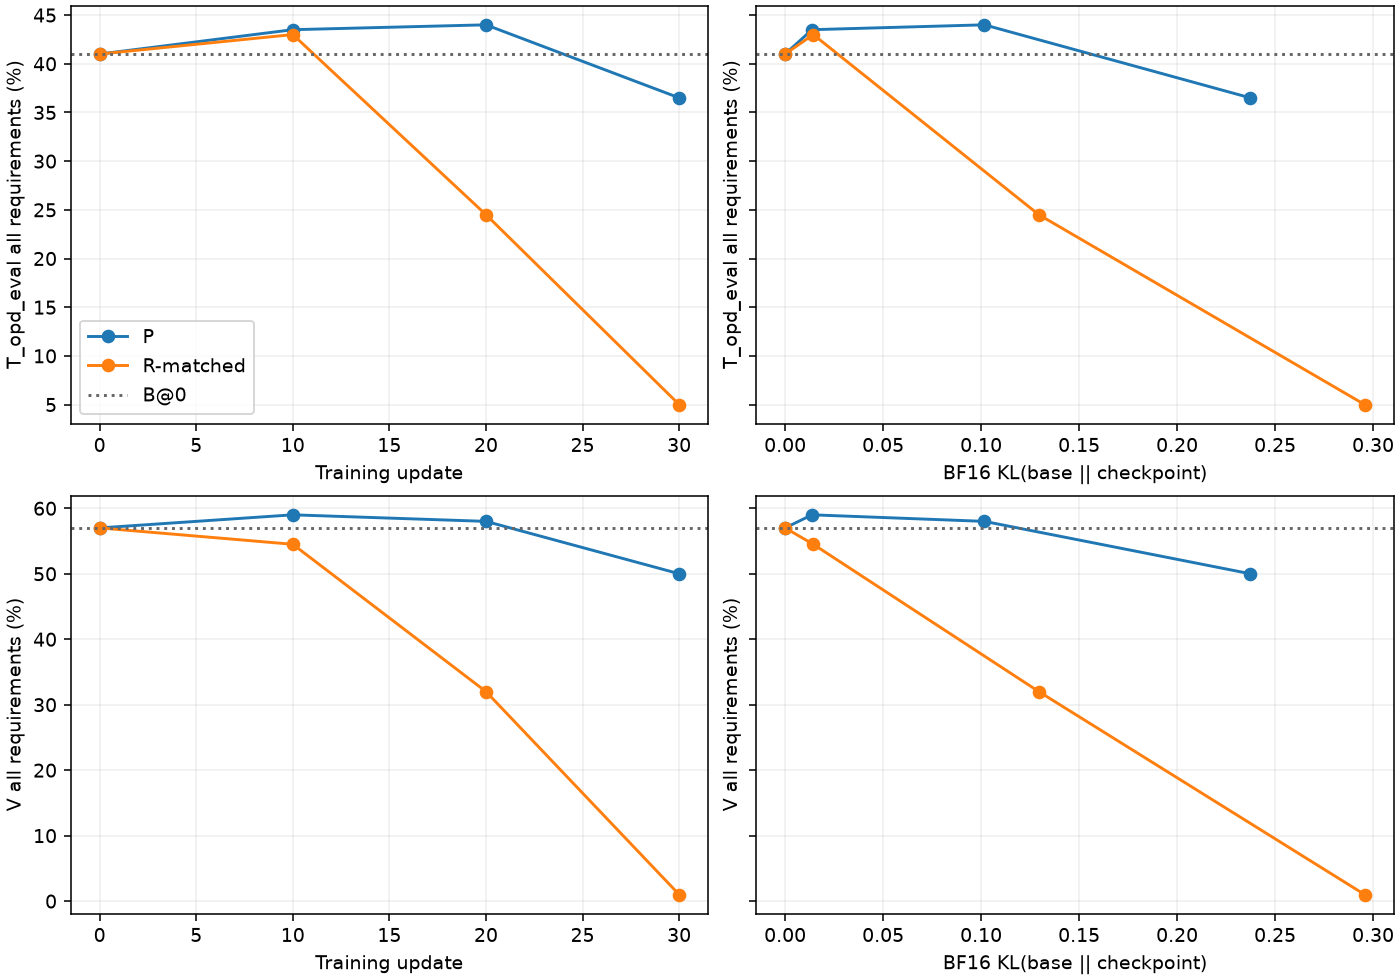 T_opd_eval all requirements (%)
45
40
35
30
25
20
15
10
5
P
R-matched
B@0
0 5 10 15 20 25 30
Training update
T_opd_eval all requirements (%)
0.00 0.05 0.10 0.15 0.20 0.25 0.30
BF16 KL(base || checkpoint)
V all requirements (%)
60
50
40
30
20
10
0
0 5 10 15 20 25 30
Training update
V all requirements (%)
0.00 0.05 0.10 0.15 0.20 0.25 0.30
BF16 KL(base || checkpoint)